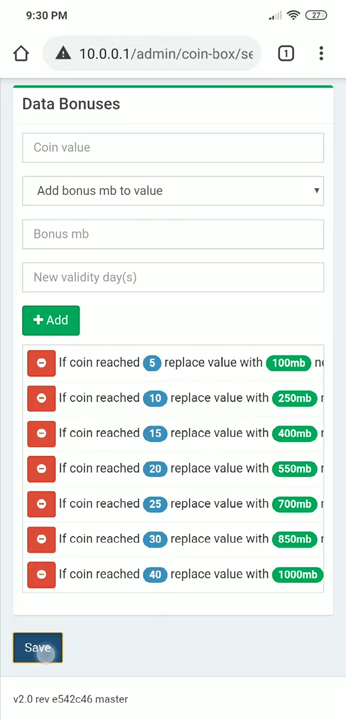 9:30 PM
27
10.0.0.1/admin/coin-box/se
1
Data Bonuses
Coin value
Add bonus mb to value
Bonus mb
New validity day(s)
+ Add
If coin reached 5 replace value with 100mb
If coin reached 10 replace value with 250mb
If coin reached 15 replace value with 400mb
If coin reached 20 replace value with 550mb
If coin reached 25 replace value with 700mb
If coin reached 30 replace value with 850mb
If coin reached 40 replace value with 1000mb
Save
v2.0 rev e542c46 master